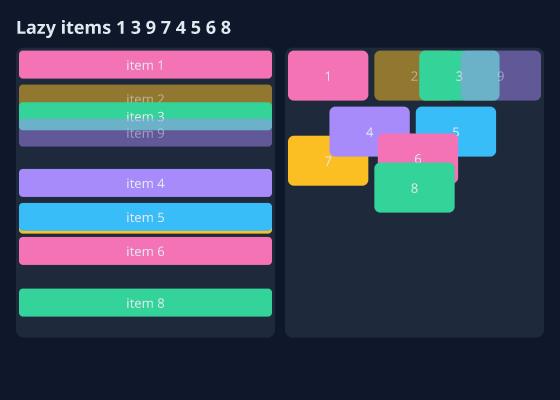 Lazy items 1 3 9 7 4 5 6 8
item 1
item 2
item 3
item 9
item 4
item 5
item 6
item 8
1
2
3
9
4
5
6
7
8